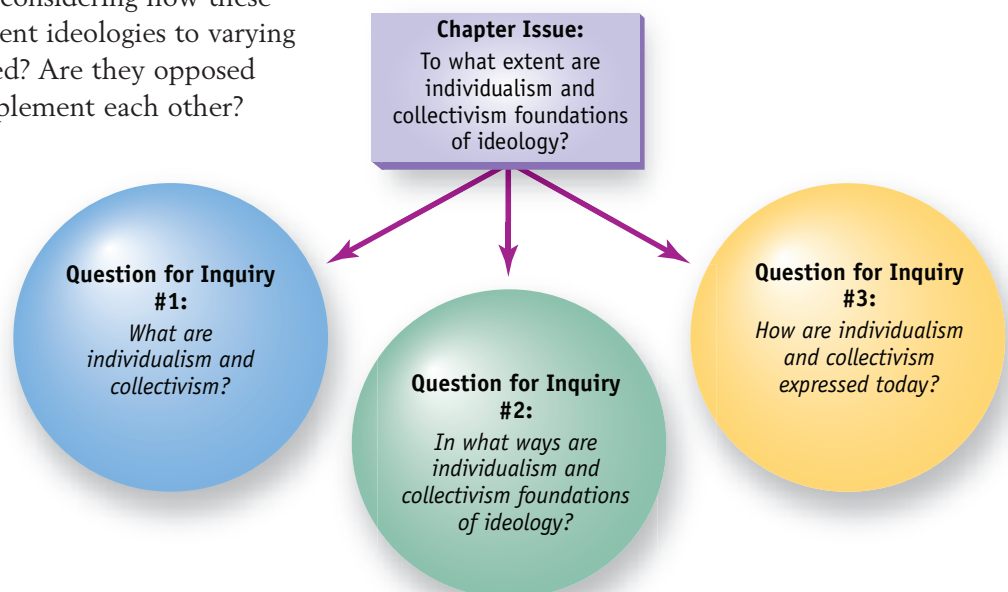 considering how these
ent ideologies to varying
ed? Are they opposed
plement each other?
Chapter Issue:
To what extent are
individualism and
collectivism foundations
of ideology?
Question for Inquiry
#1:
What are
individualism and
collectivism?
Question for Inquiry
#2:
In what ways are
individualism and
collectivism foundations
of ideology?
Question for Inquiry
#3:
How are individualism
and collectivism
expressed today?